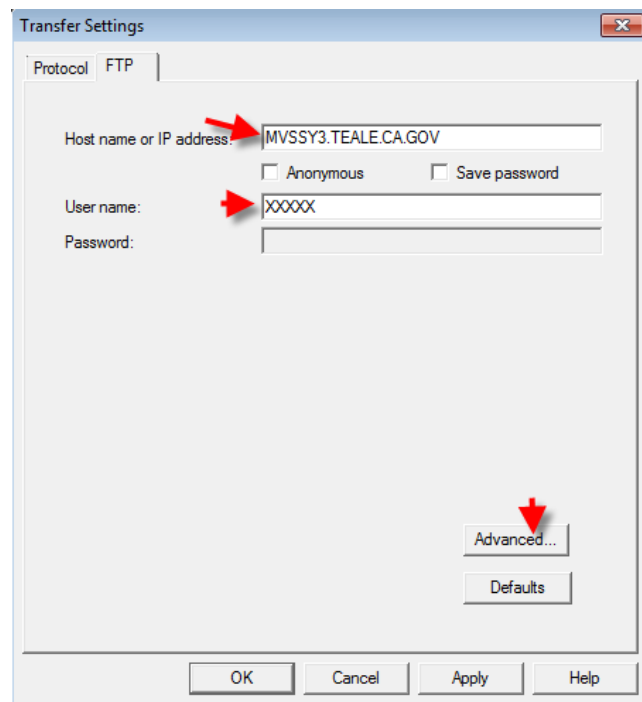 Transfer Settings
Protocol FTP
Host name or IP address: MVSSY3.TEALE.CA.GOV
Anonymous Save password
User name: XXXXX
Password:
Advanced...
Defaults
OK Cancel Apply Help